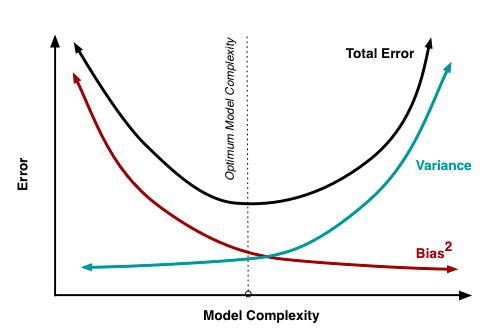 Total Error
Optimum Model Complexity
Variance
Error
Bias²
Model Complexity